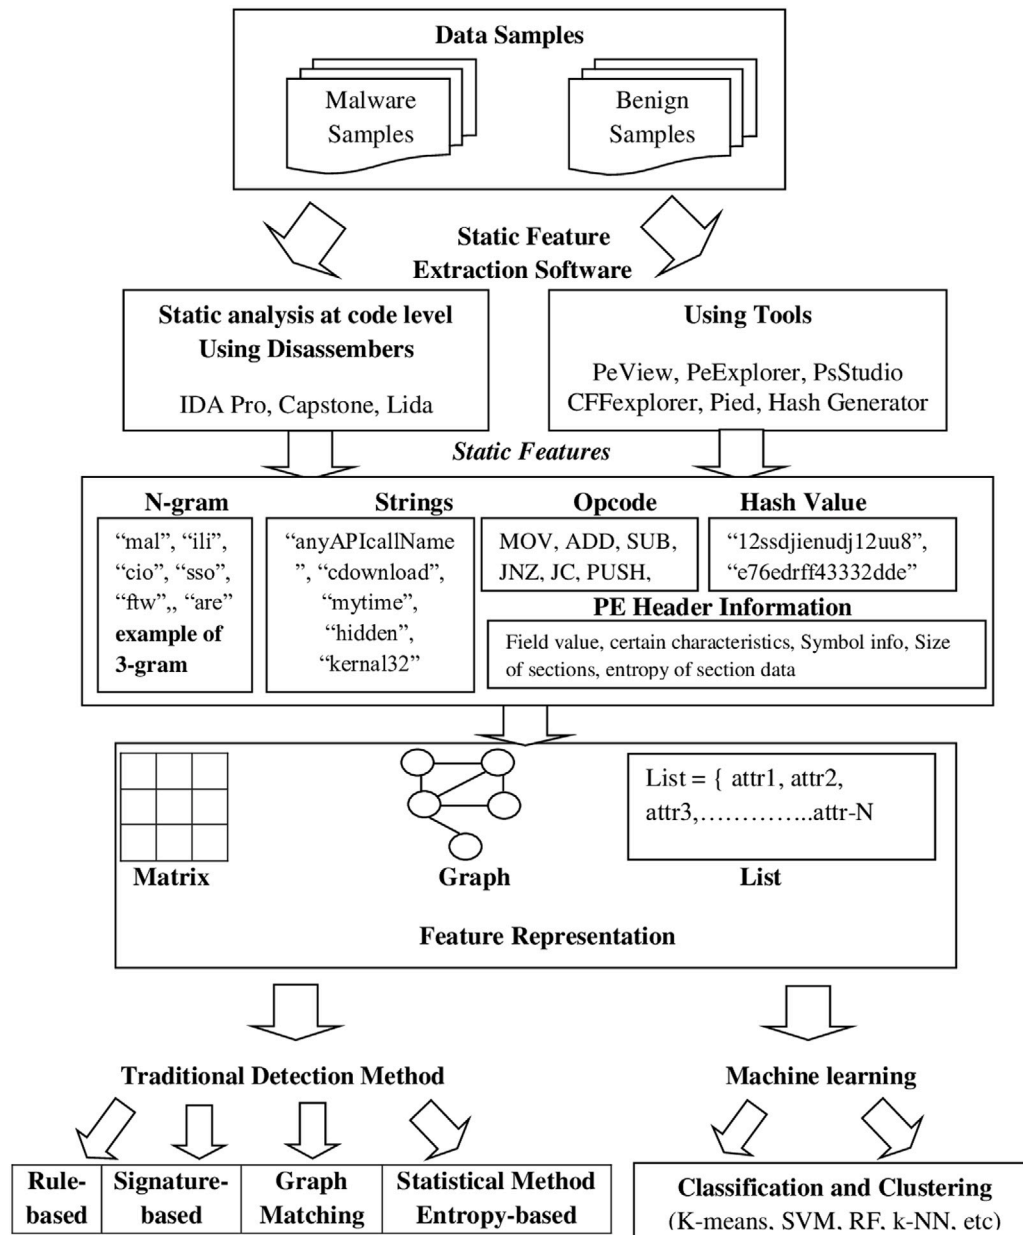 Data Samples
Malware
Samples
Benign
Samples
Static Feature
Extraction Software
Static analysis at code level
Using Disassembers
IDA Pro, Capstone, Lida
Using Tools
PeView, PeExplorer, PsStudio
CFFexplorer, Pied, Hash Generator
Static Features
N-gram
“mal”, “ili”,
“cio”, “sso”,
“ftw”,, “are”
example of
3-gram
Strings
“anyAPIcallName
”, “cdownload”,
“mytime”,
“hidden”,
“kernal32”
Opcode
MOV, ADD, SUB,
JNZ, JC, PUSH,
Hash Value
“12ssdjienudj12uu8”,
“e76edrff43332dde”
PE Header Information
Field value, certain characteristics, Symbol info, Size
of sections, entropy of section data
Matrix
Graph
List = { attr1, attr2,
attr3,…………..attr-N
List
Feature Representation
Traditional Detection Method
Machine learning
Rule-
based
Signature-
based
Graph
Matching
Statistical Method
Entropy-based
Classification and Clustering
(K-means, SVM, RF, k-NN, etc)